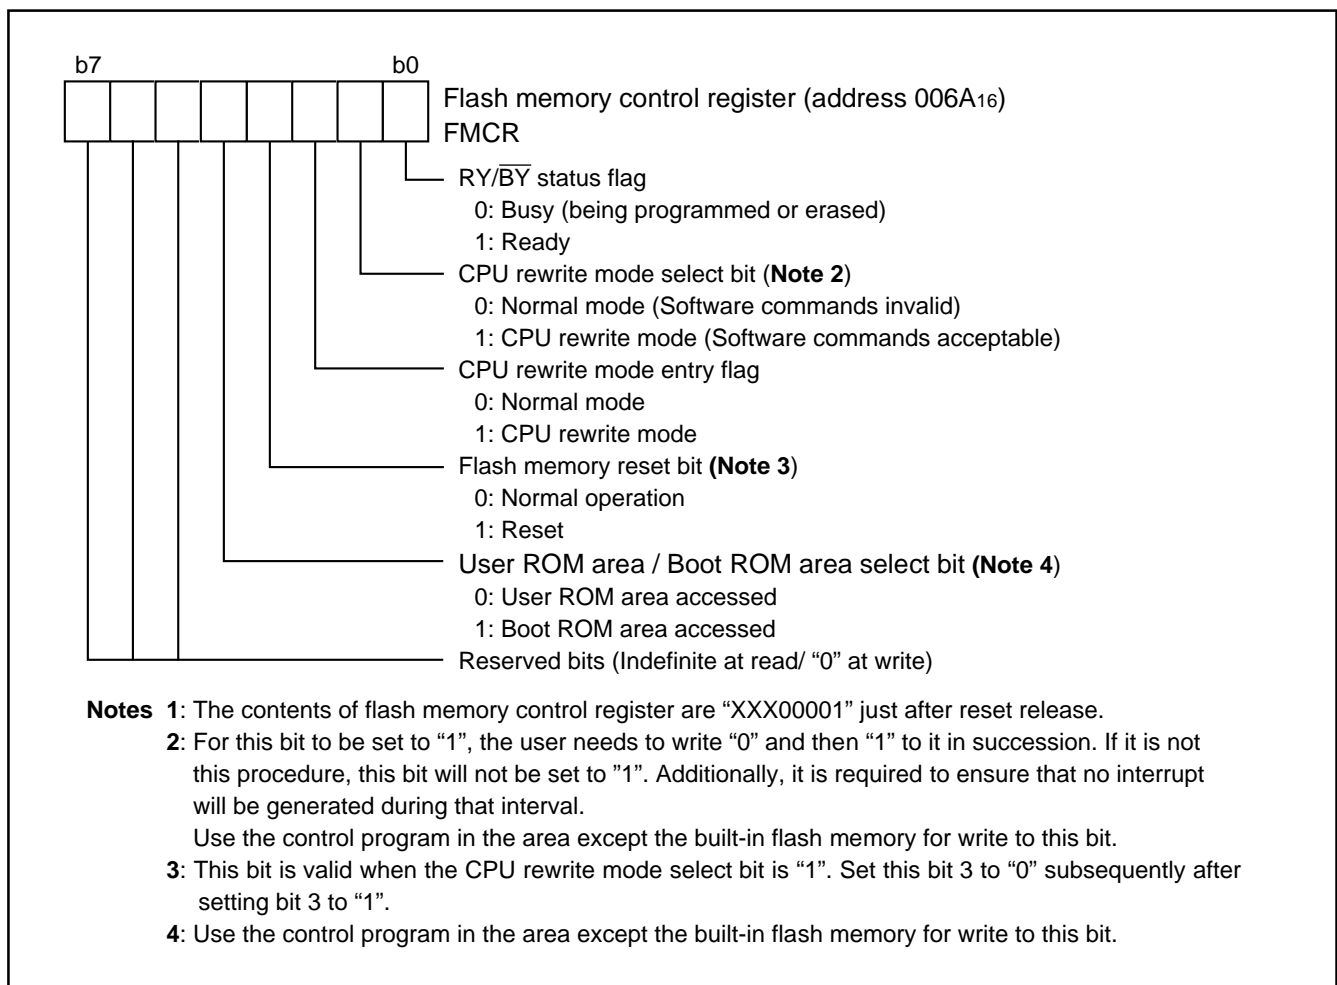 b7 b0
Flash memory control register (address 006A16)
FMCR
RY/BY status flag
0: Busy (being programmed or erased)
1: Ready
CPU rewrite mode select bit (Note 2)
0: Normal mode (Software commands invalid)
1: CPU rewrite mode (Software commands acceptable)
CPU rewrite mode entry flag
0: Normal mode
1: CPU rewrite mode
Flash memory reset bit (Note 3)
0: Normal operation
1: Reset
User ROM area / Boot ROM area select bit (Note 4)
0: User ROM area accessed
1: Boot ROM area accessed
Reserved bits (Indefinite at read/ “0” at write)
Notes 1: The contents of flash memory control register are “XXX00001” just after reset release.
2: For this bit to be set to “1”, the user needs to write “0” and then “1” to it in succession. If it is not
this procedure, this bit will not be set to ”1”. Additionally, it is required to ensure that no interrupt
will be generated during that interval.
Use the control program in the area except the built-in flash memory for write to this bit.
3: This bit is valid when the CPU rewrite mode select bit is “1”. Set this bit 3 to “0” subsequently after
setting bit 3 to “1”.
4: Use the control program in the area except the built-in flash memory for write to this bit.